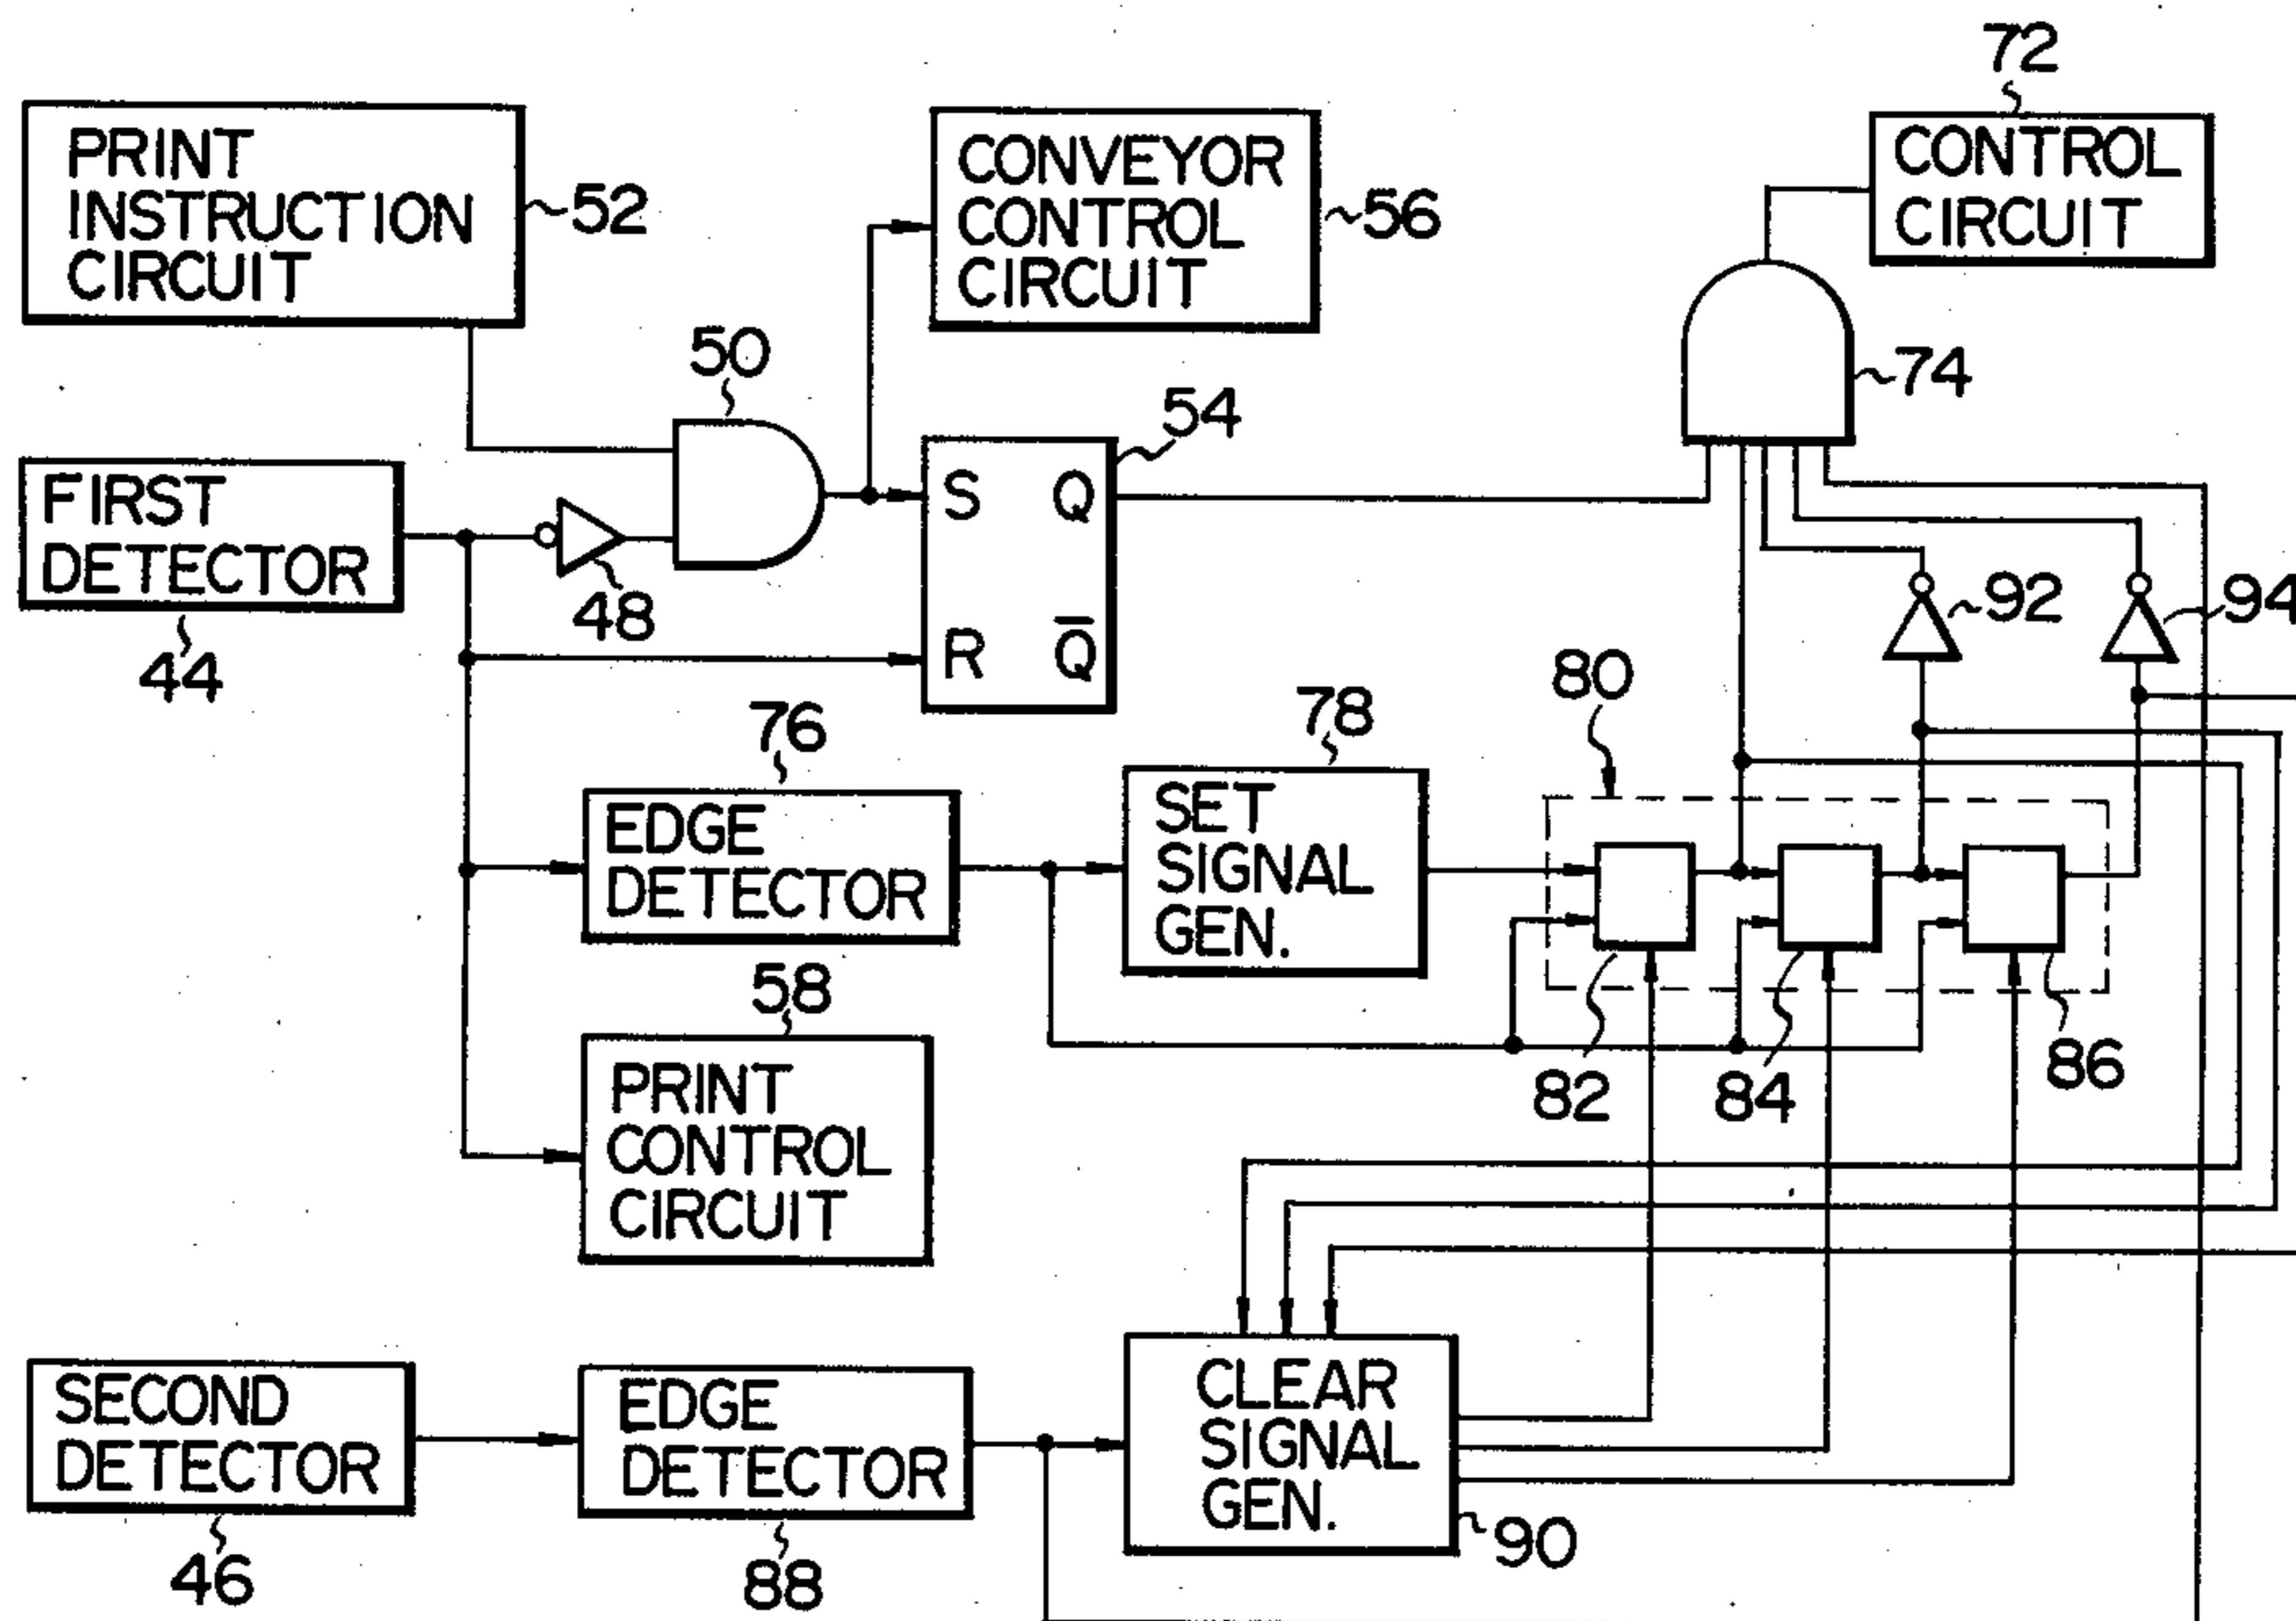 72
PRINT
INSTRUCTION
CIRCUIT
52
CONVEYOR
CONTROL
CIRCUIT
56
CONTROL
CIRCUIT
50
74
54
FIRST
DETECTOR
44
48
S Q
R Q̅
92
94
76
78
80
EDGE
DETECTOR
SET
SIGNAL
GEN.
58
82
84
86
PRINT
CONTROL
CIRCUIT
SECOND
DETECTOR
46
EDGE
DETECTOR
88
CLEAR
SIGNAL
GEN.
90